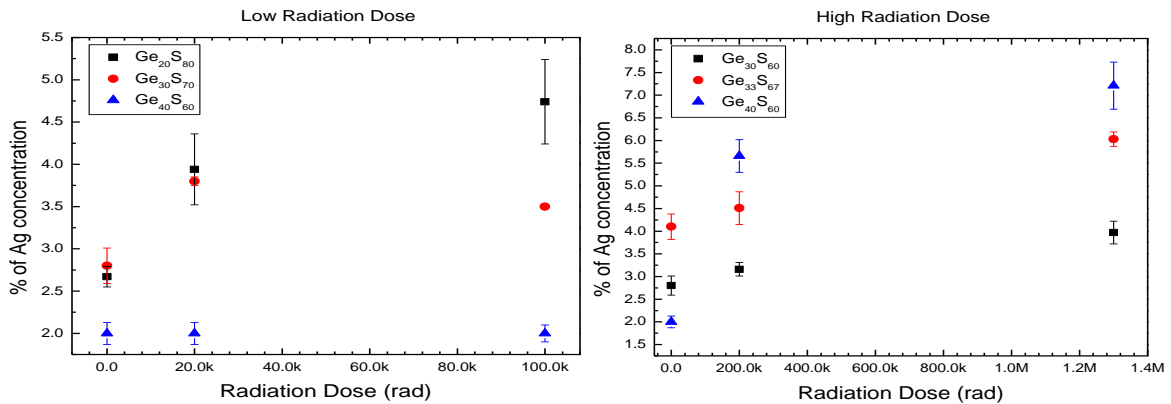 Low Radiation Dose
5.5
5.0
4.5
4.0
3.5
3.0
2.5
2.0
% of Ag concentration
Ge20S80
Ge30S70
Ge40S60
0.0 20.0k 40.0k 60.0k 80.0k 100.0k
Radiation Dose (rad)
High Radiation Dose
8.0
7.5
7.0
6.5
6.0
5.5
5.0
4.5
4.0
3.5
3.0
2.5
2.0
1.5
% of Ag concentration
Ge30S60
Ge33S67
Ge40S60
0.0 200.0k 400.0k 600.0k 800.0k 1.0M 1.2M 1.4M
Radiation Dose (rad)